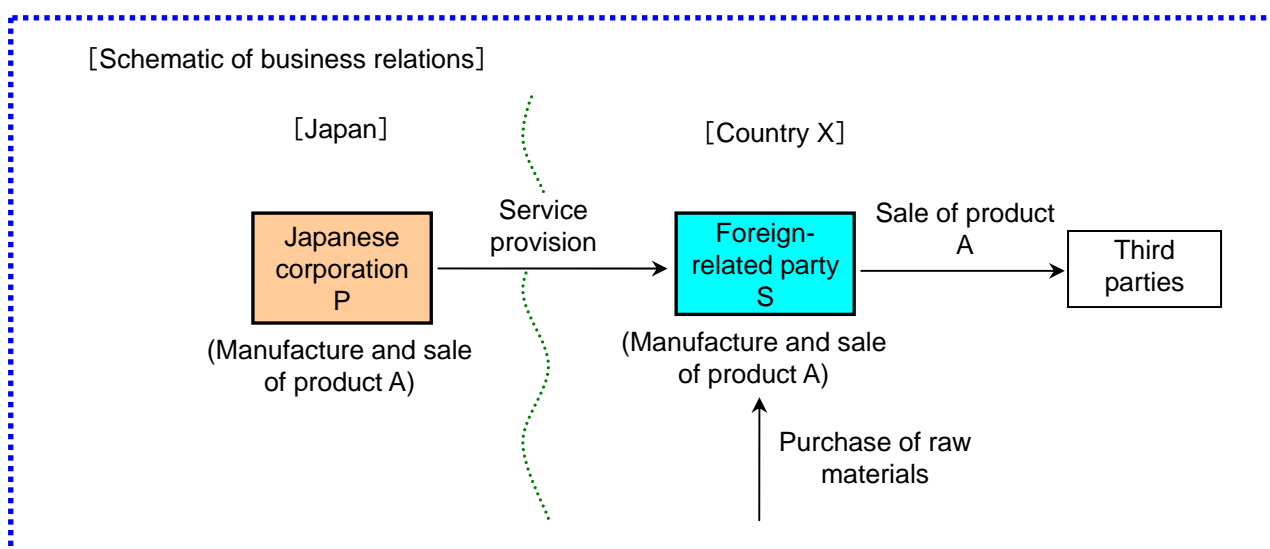 ［Schematic of business relations］
［Japan］
［Country X］
Japanese
corporation
P
(Manufacture and sale
of product A)
Service
provision
Foreign-
related party
S
(Manufacture and sale
of product A)
Sale of product
A
Third
parties
Purchase of raw
materials